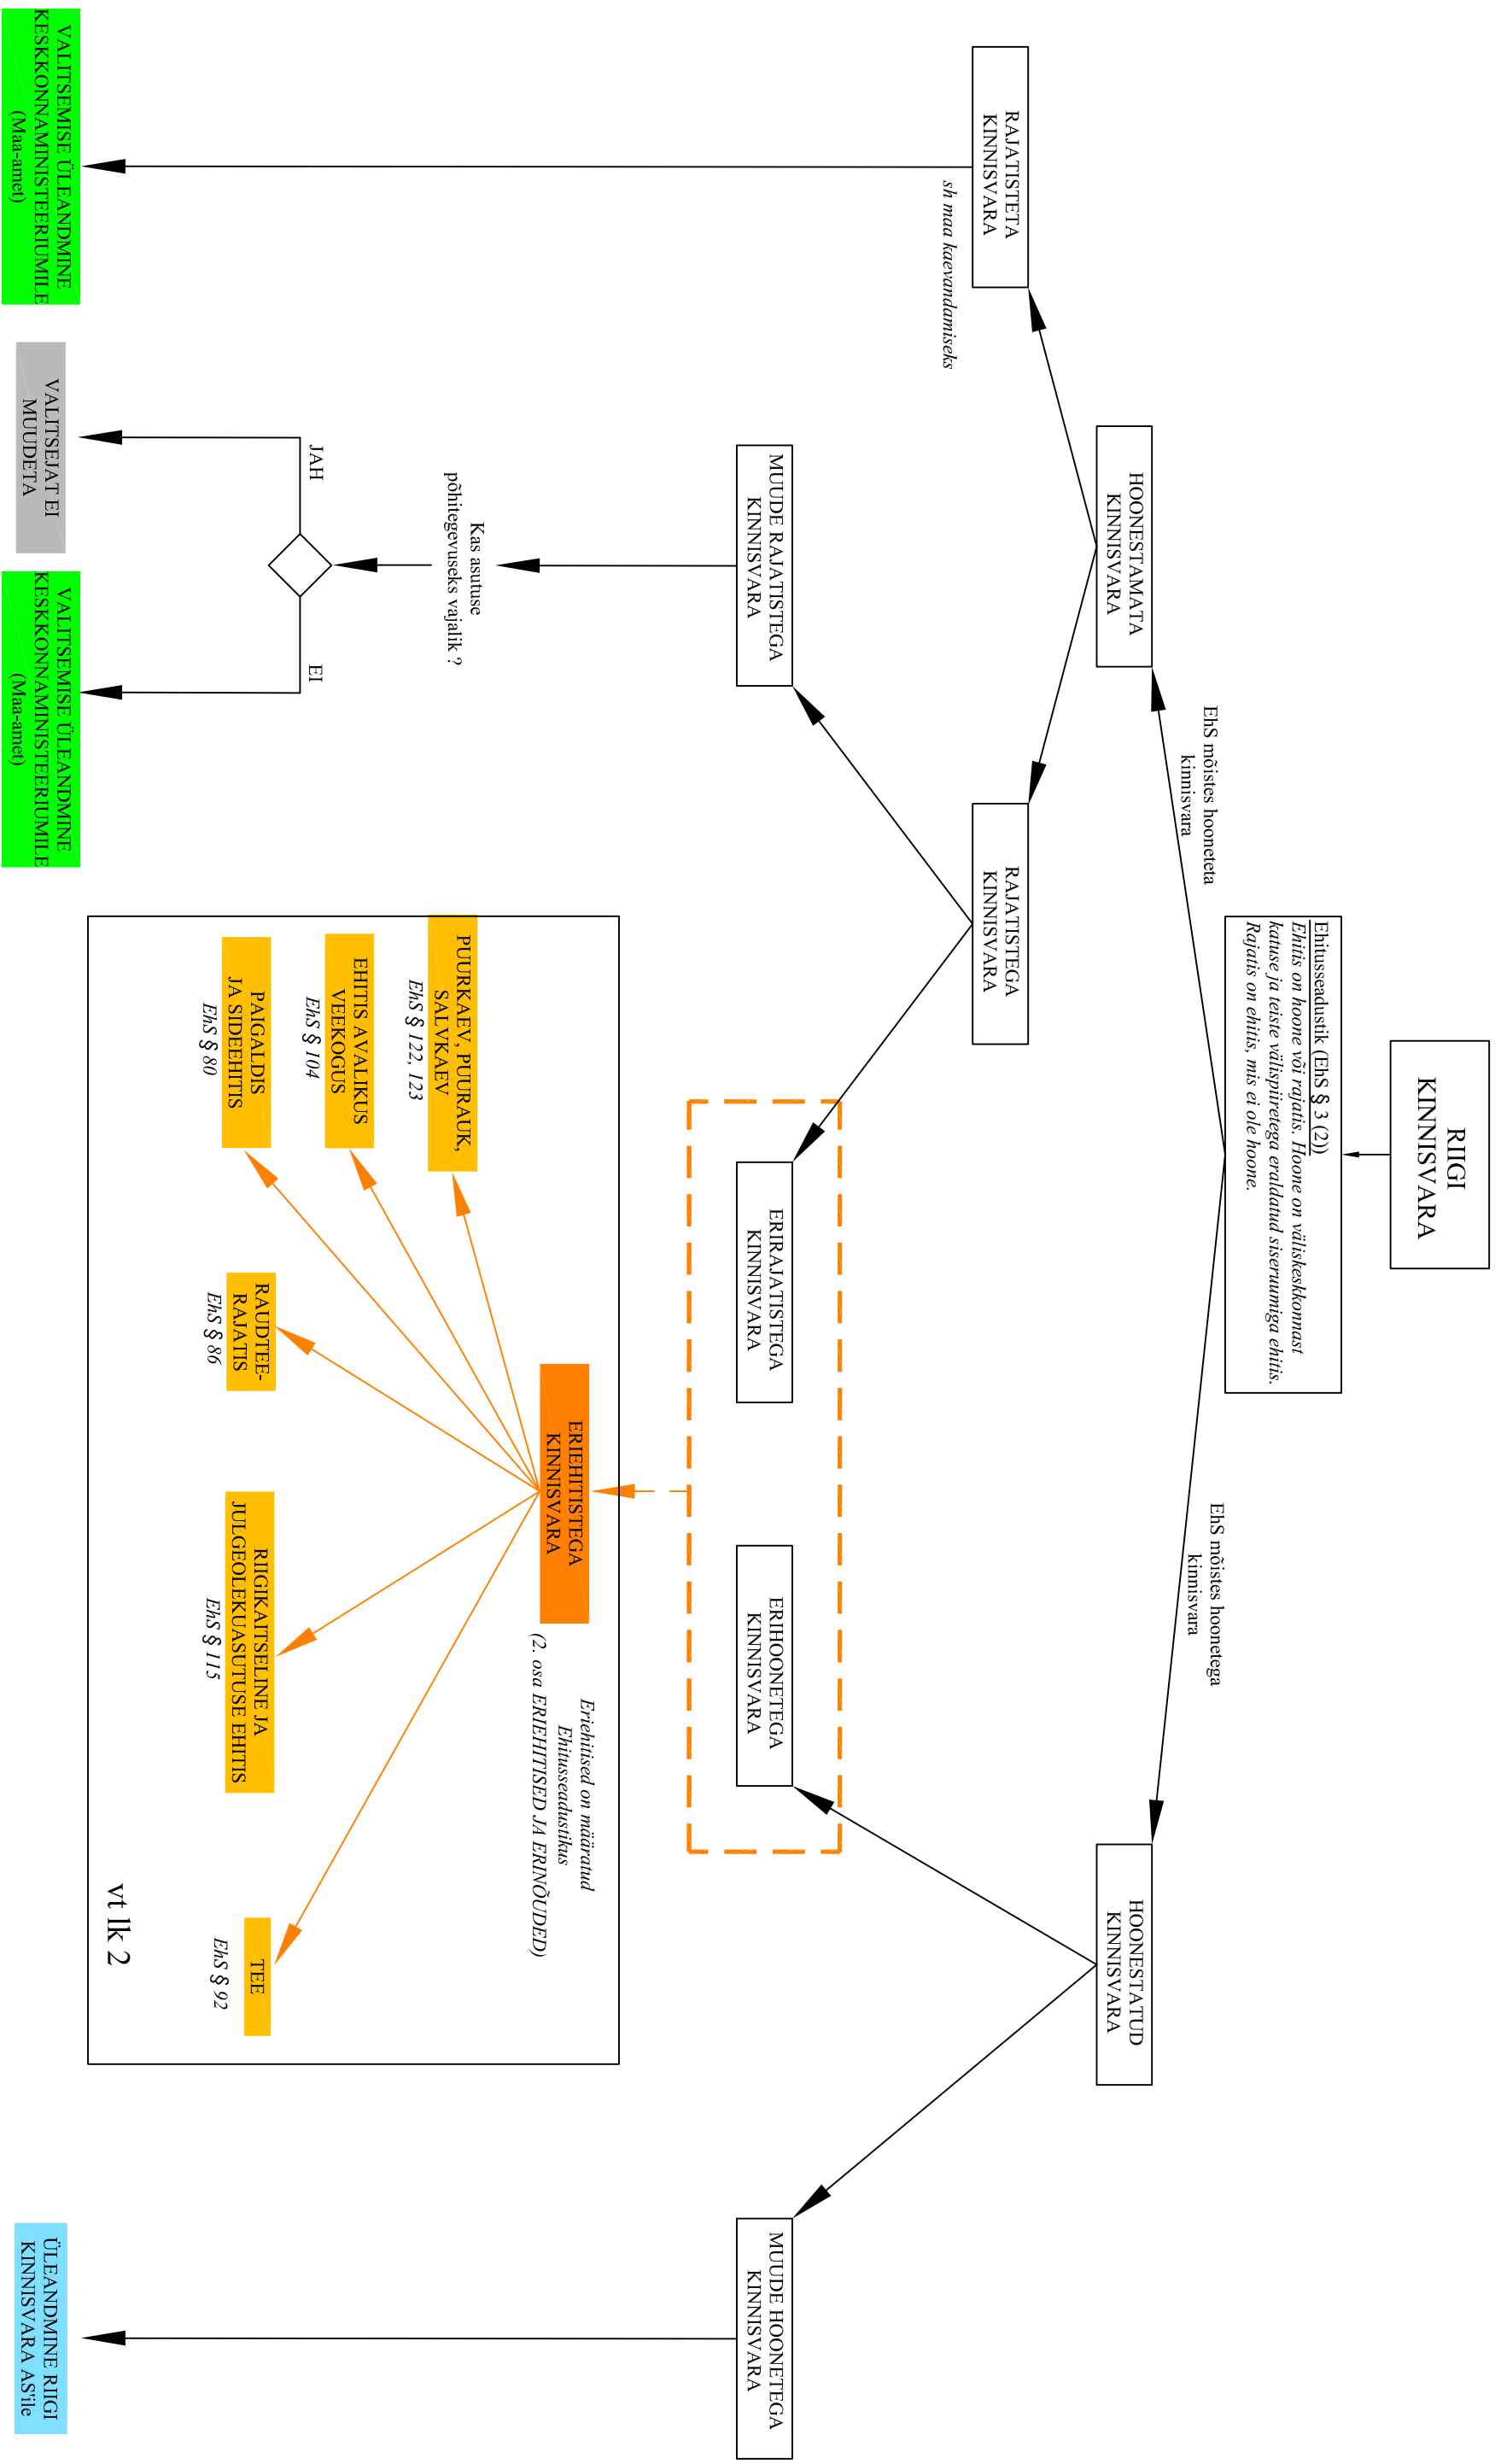 RIIGI
KINNISVARA
Ehitusseadustik (EhS § 3 (2))
Ehitis on hoone või rajatis. Hoone on väliskeskkonnast
katuse ja teiste välispiiretega eraldatud siseruumiga ehitis.
Rajatis on ehitis, mis ei ole hoone.
EhS mõistes hooneteta
kinnisvara
EhS mõistes hoonetega
kinnisvara
HOONESTAMATA
KINNISVARA
HOONESTATUD
KINNISVARA
RAJATISTETA
KINNISVARA
sh maa kaevandamiseks
RAJATISTEGA
KINNISVARA
MUUDE RAJATISTEGA
KINNISVARA
ERIRAJATISTEGA
KINNISVARA
ERIHOONETEGA
KINNISVARA
MUUDE HOONETEGA
KINNISVARA
Kas asutuse
põhitegevuseks vajalik ?
JAH
EI
ERIEHITISTEGA
KINNISVARA
Eriehitised on määratud
Ehitusseadustikus
(2. osa ERIEHITISED JA ERINÕUDED)
PUURKAEV, PUURAUK,
SALVKAEV
EhS § 122, 123
EHITIS AVALIKUS
VEEKOGUS
EhS § 104
PAIGALDIS
JA SIDEEHITIS
EhS § 80
RAUDTEE-
RAJATIS
EhS § 86
RIIGIKAITSELINE JA
JULGEOLEKUASUTUSE EHITIS
EhS § 115
TEE
EhS § 92
vt lk 2
VALITSEMISE ÜLEANDMINE
KESKKONNAMINISTEERIUMILE
(Maa-amet)
VALITSEJAT EI
MUUDETA
VALITSEMISE ÜLEANDMINE
KESKKONNAMINISTEERIUMILE
(Maa-amet)
ÜLEANDMINE RIIGI
KINNISVARA AS'ile